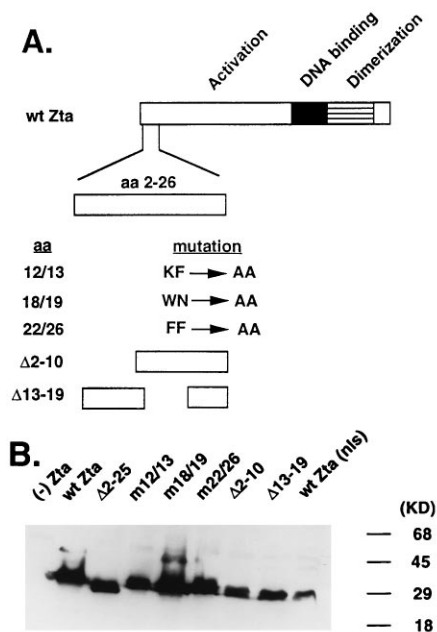 A.
Activation
DNA binding
Dimerization
wt Zta
aa 2-26
aa mutation
12/13 KF → AA
18/19 WN → AA
22/26 FF → AA
Δ2-10
Δ13-19
B.
(-) Zta
wt Zta
Δ2-25
m12/13
m18/19
m22/26
Δ2-10
Δ13-19
wt Zta (nls)
(KD)
68
45
29
18